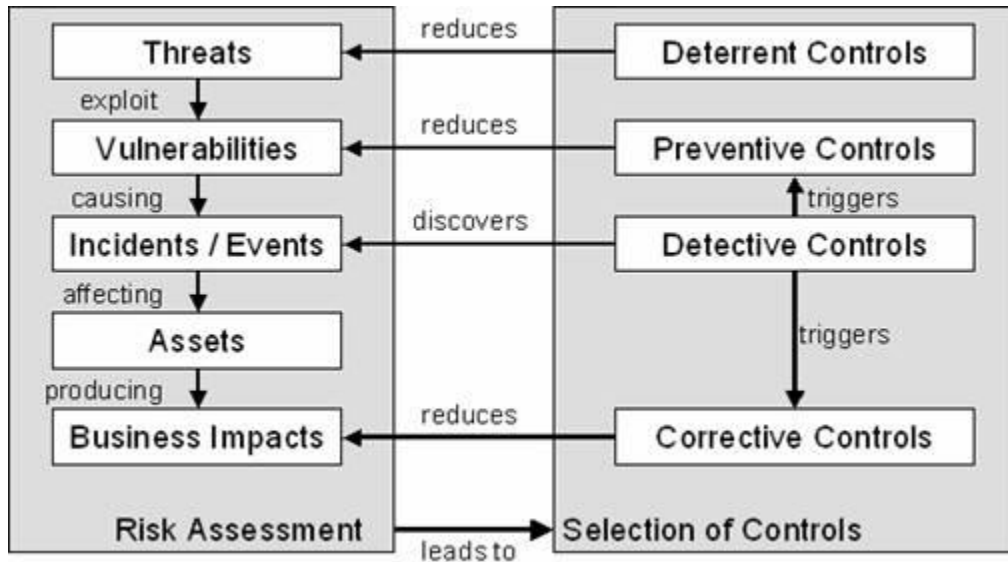 Threats
reduces
Deterrent Controls
exploit
Vulnerabilities
reduces
Preventive Controls
causing
triggers
Incidents / Events
discovers
Detective Controls
affecting
Assets
triggers
producing
Business Impacts
reduces
Corrective Controls
Risk Assessment
leads to
Selection of Controls